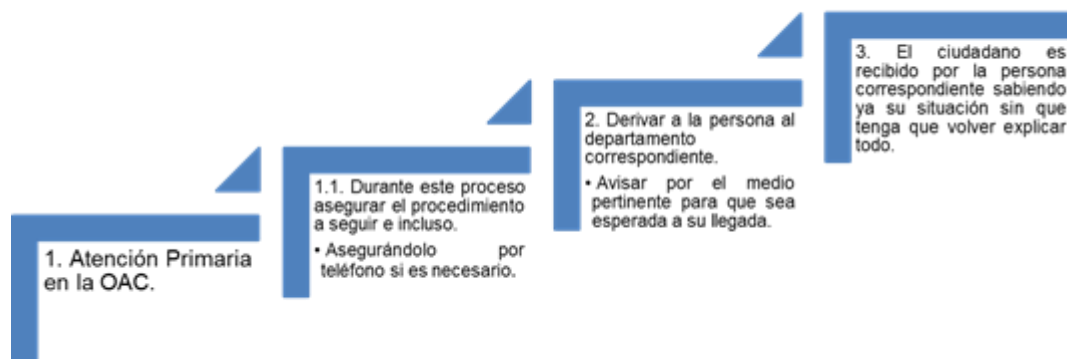 1. Atención Primaria
en la OAC.
1.1. Durante este proceso
asegurar el procedimiento
a seguir e incluso.
• Asegurándolo por
teléfono si es necesario.
2. Derivar a la persona al
departamento
correspondiente.
• Avisar por el medio
pertinente para que sea
esperada a su llegada.
3. El ciudadano es
recibido por la persona
correspondiente sabiendo
ya su situación sin que
tenga que volver explicar
todo.